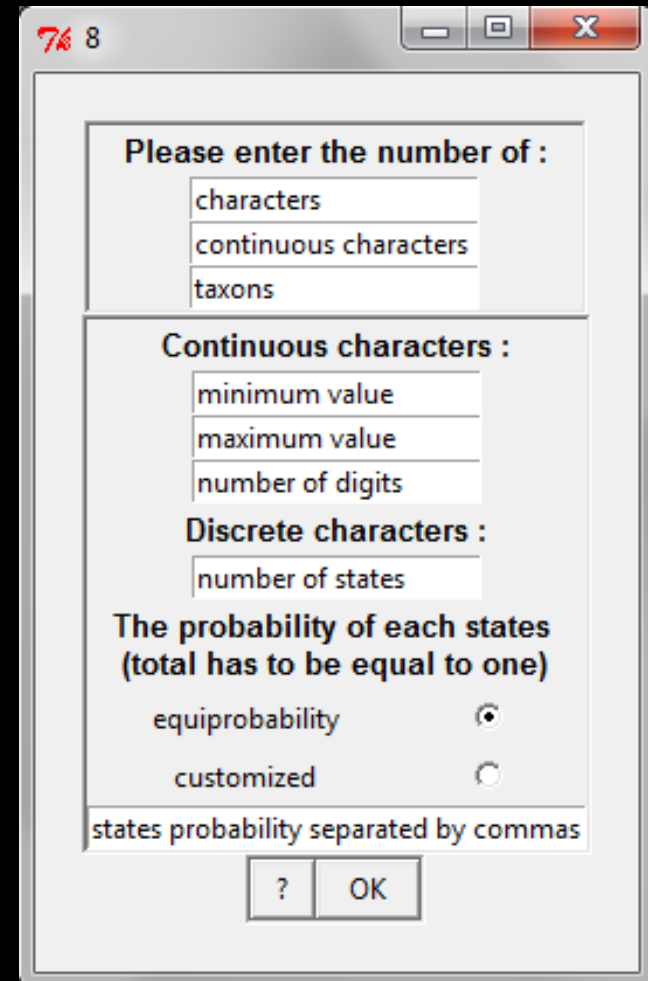 8
Please enter the number of :
characters
continuous characters
taxons
Continuous characters :
minimum value
maximum value
number of digits
Discrete characters :
number of states
The probability of each states
(total has to be equal to one)
equiprobability
customized
states probability separated by commas
? OK